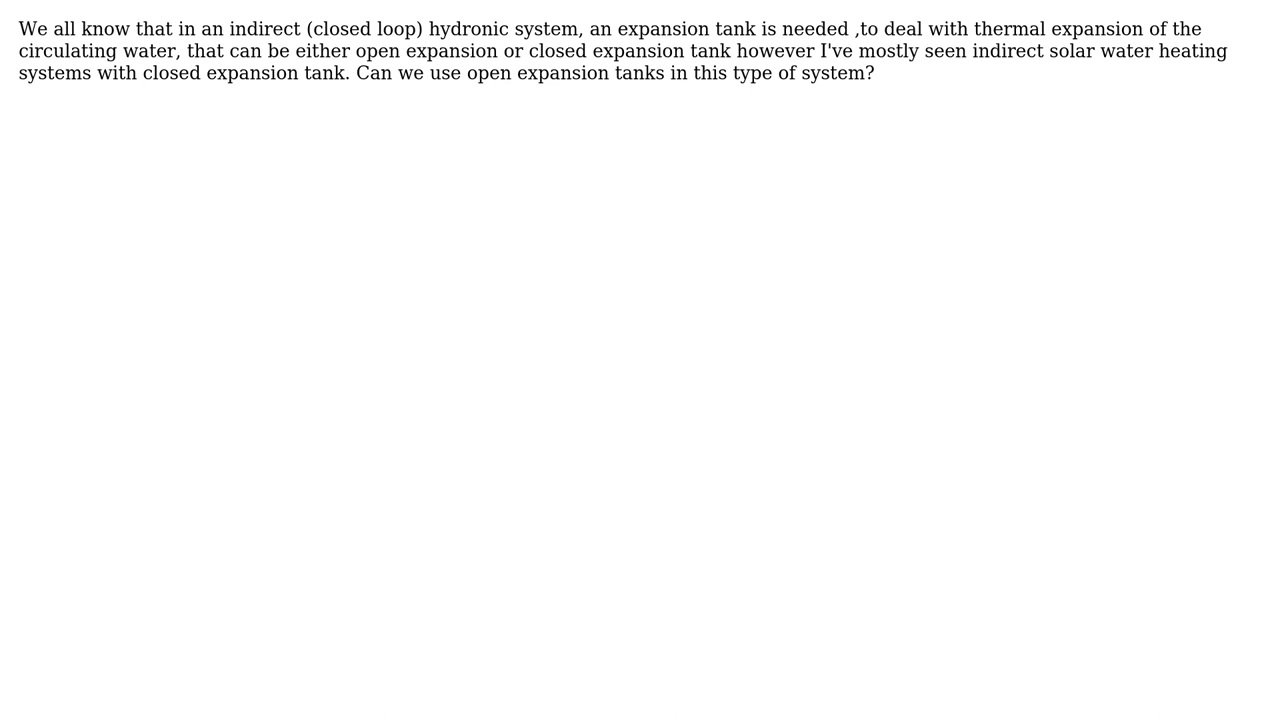 We all know that in an indirect (closed loop) hydronic system, an expansion tank is needed ,to deal with thermal expansion of the
circulating water, that can be either open expansion or closed expansion tank however I've mostly seen indirect solar water heating
systems with closed expansion tank. Can we use open expansion tanks in this type of system?